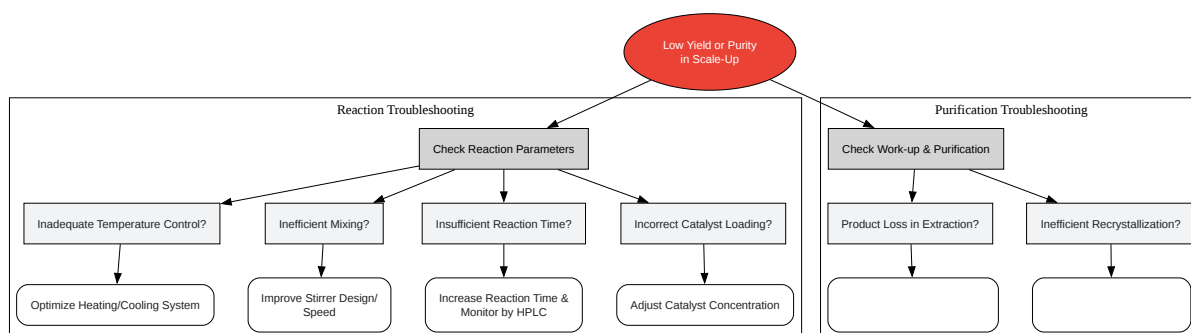 Low Yield or Purity
in Scale-Up
Reaction Troubleshooting
Purification Troubleshooting
Check Reaction Parameters
Check Work-up & Purification
Inadequate Temperature Control?
Inefficient Mixing?
Insufficient Reaction Time?
Incorrect Catalyst Loading?
Product Loss in Extraction?
Inefficient Recrystallization?
Optimize Heating/Cooling System
Improve Stirrer Design/
Speed
Increase Reaction Time &
Monitor by HPLC
Adjust Catalyst Concentration